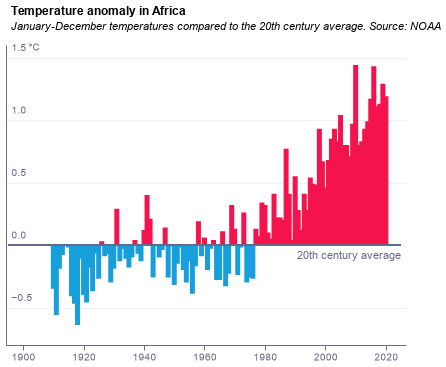 Temperature anomaly in Africa
January-December temperatures compared to the 20th century average. Source: NOAA
1.5 °C
1.0
0.5
0.0
20th century average
−0.5
1900 1920 1940 1960 1980 2000 2020